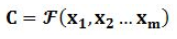 C = ℱ(x₁, x₂ … xₘ)